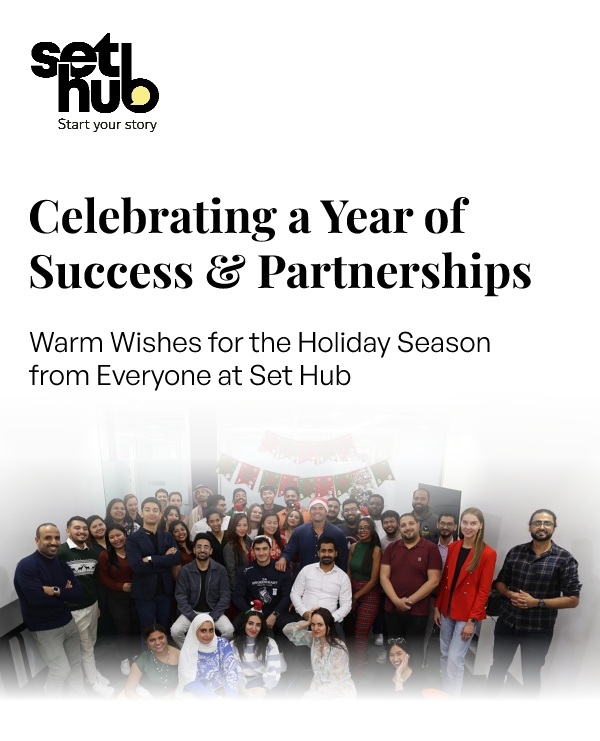 set
hub
Start your story
Celebrating a Year of
Success & Partnerships
Warm Wishes for the Holiday Season
from Everyone at Set Hub